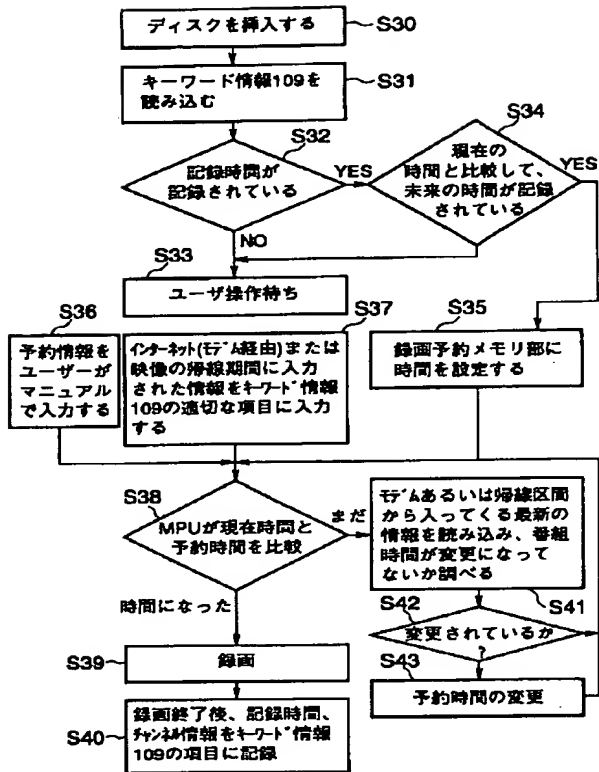 ディスクを挿入する
S30
キーワード情報109を
読み込む
S31
S32
記録時間が
記録されている
YES
NO
S34
現在の
時間と比較して、
未来の時間が記録
されている
YES
S33
ユーザ操作待ち
S36
予約情報を
ユーザーが
マニュアル
で入力する
S37
インターネット(モデム経由)または
映像の帰線期間に入力
された情報をキーワード情報
109の適切な項目に入力
する
S35
録画予約メモリ部に
時間を設定する
S38
MPUが現在時間と
予約時間を比較
まだ
時間になった
モデムあるいは帰線区間
から入ってくる最新の
情報を読み込み、番組
時間が変更になって
ないか調べる
S41
S42
変更されているか
?
S43
予約時間の変更
S39
録画
S40
録画終了後、記録時間、
チャンネル情報をキーワード情報
109の項目に記録